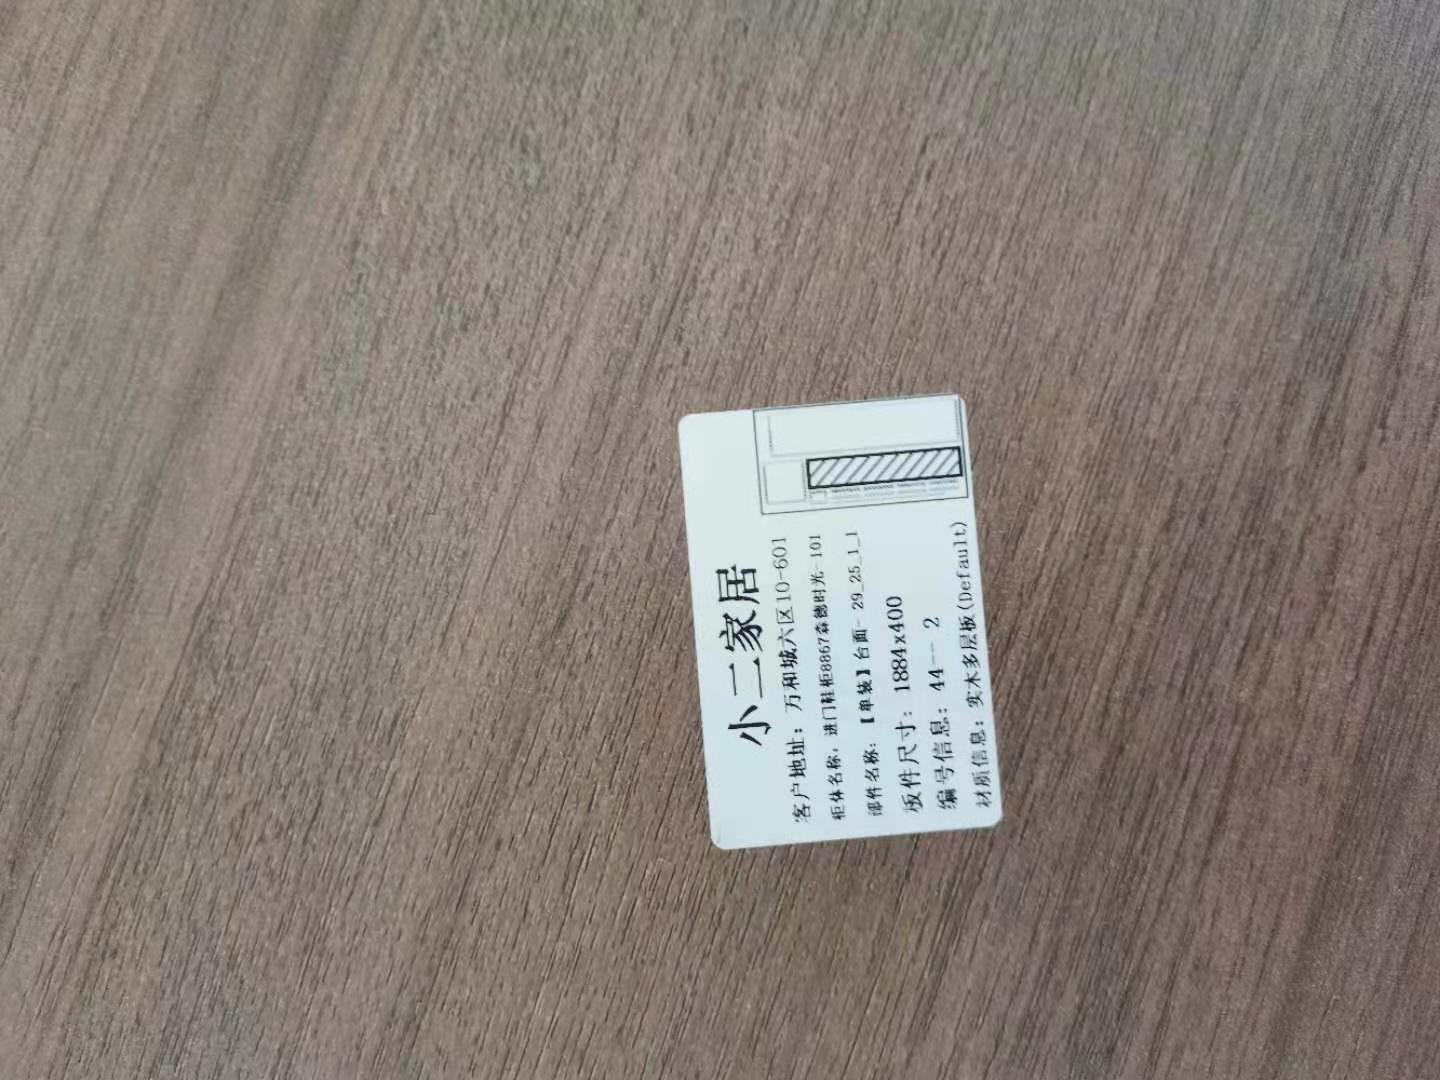 小二家居
客户地址: 万和城六区10-601
柜体名称: 进门鞋柜8867森德时光-101
部件名称: 【单装】台面- 29_25_1_1
板件尺寸: 1884x400
编号信息: 44-- 2
材质信息: 实木多层板(Default)